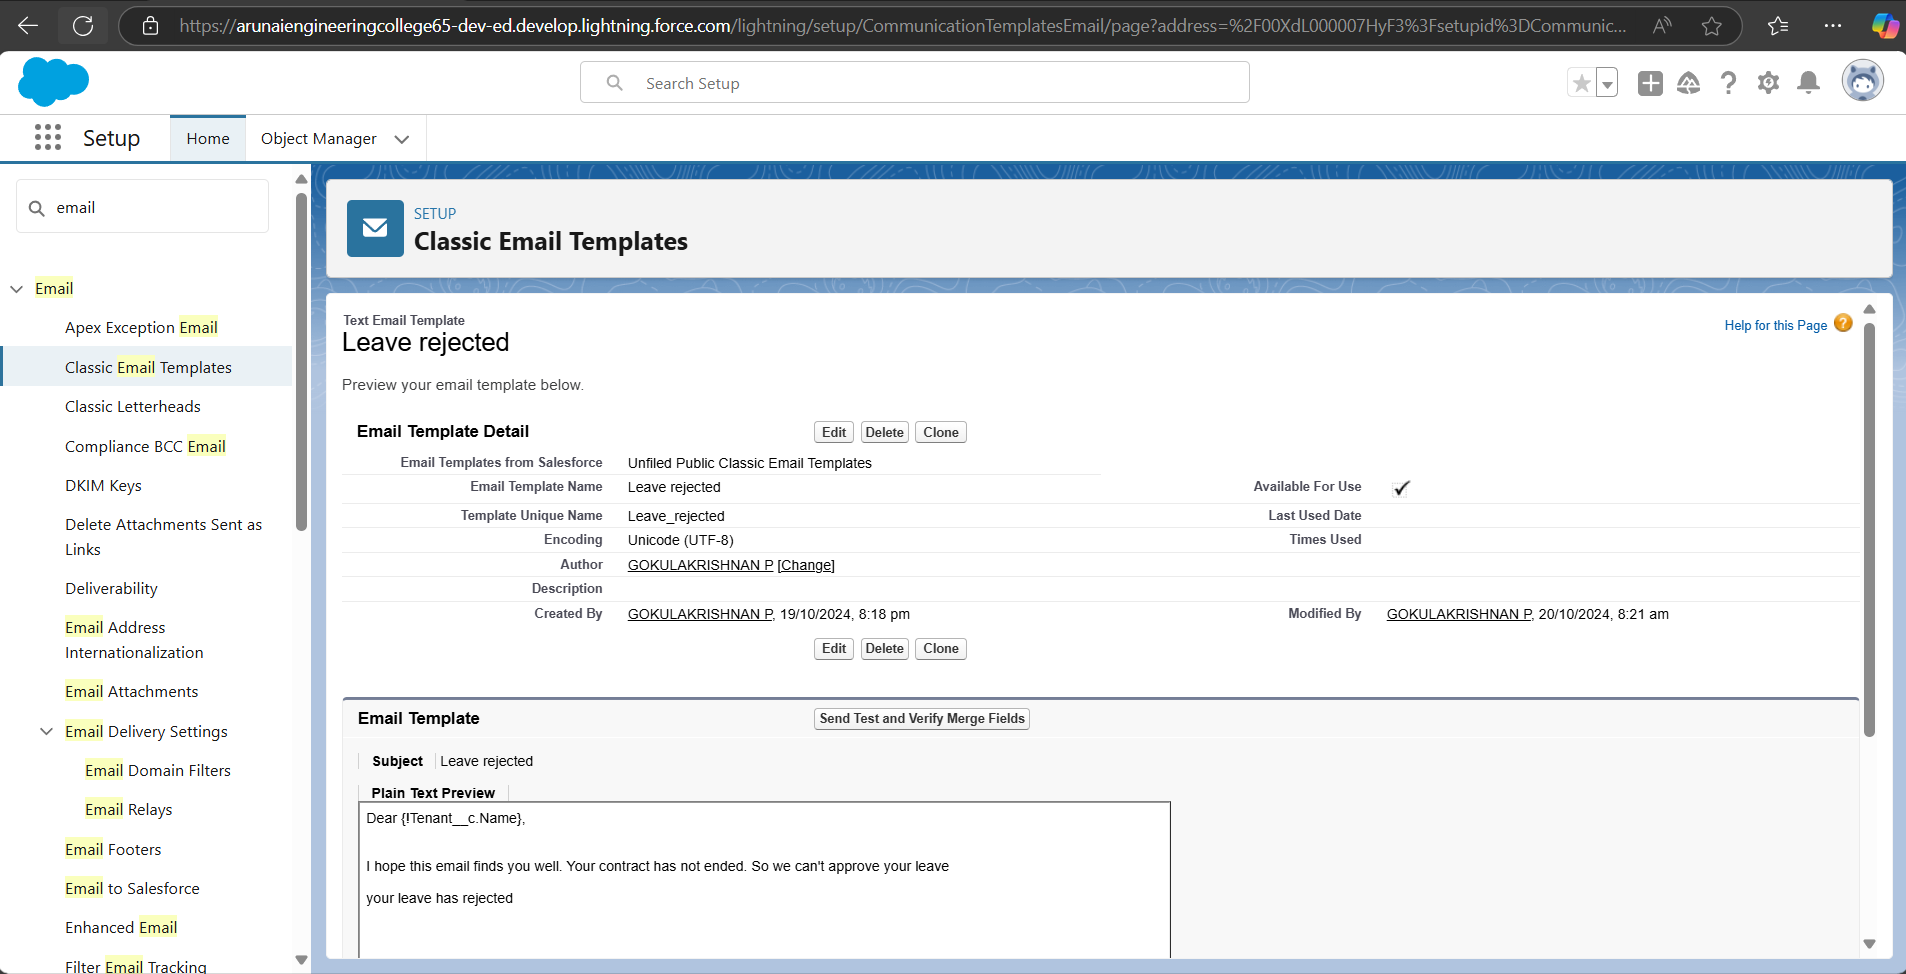 https://arunaiengineeringcollege65-dev-ed.develop.lightning.force.com/lightning/setup/CommunicationTemplatesEmail/page?address=%2F00XdL000007HyF3%3Fsetupid%3DCommunic...
Search Setup
Setup
Home
Object Manager
email
Email
Apex Exception Email
Classic Email Templates
Classic Letterheads
Compliance BCC Email
DKIM Keys
Delete Attachments Sent as
Links
Deliverability
Email Address
Internationalization
Email Attachments
Email Delivery Settings
Email Domain Filters
Email Relays
Email Footers
Email to Salesforce
Enhanced Email
Filter Email Tracking
SETUP
Classic Email Templates
Text Email Template
Leave rejected
Help for this Page
Preview your email template below.
Email Template Detail
Edit Delete Clone
Email Templates from Salesforce Unfiled Public Classic Email Templates
Email Template Name Leave rejected Available For Use
Template Unique Name Leave_rejected Last Used Date
Encoding Unicode (UTF-8) Times Used
Author GOKULAKRISHNAN P [Change]
Description
Created By GOKULAKRISHNAN P, 19/10/2024, 8:18 pm Modified By GOKULAKRISHNAN P, 20/10/2024, 8:21 am
Edit Delete Clone
Email Template Send Test and Verify Merge Fields
Subject Leave rejected
Plain Text Preview
Dear {!Tenant__c.Name},
I hope this email finds you well. Your contract has not ended. So we can't approve your leave
your leave has rejected